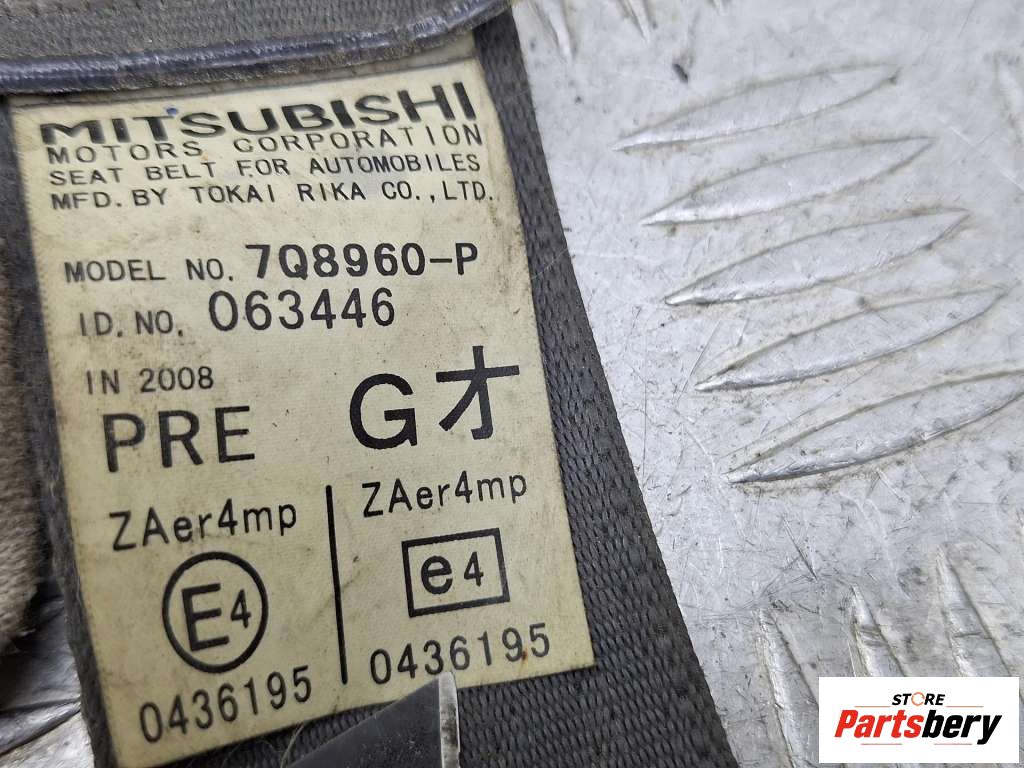 MITSUBISHI
MOTORS CORPORATION
SEAT BELT FOR AUTOMOBILES
MFD. BY TOKAI RIKA CO., LTD.
MODEL NO. 7Q8960-P
ID. NO. 063446
IN 2008
PRE Gオ
ZAer4mp ZAer4mp
E4 e4
0436195 0436195
STORE
Partsbery